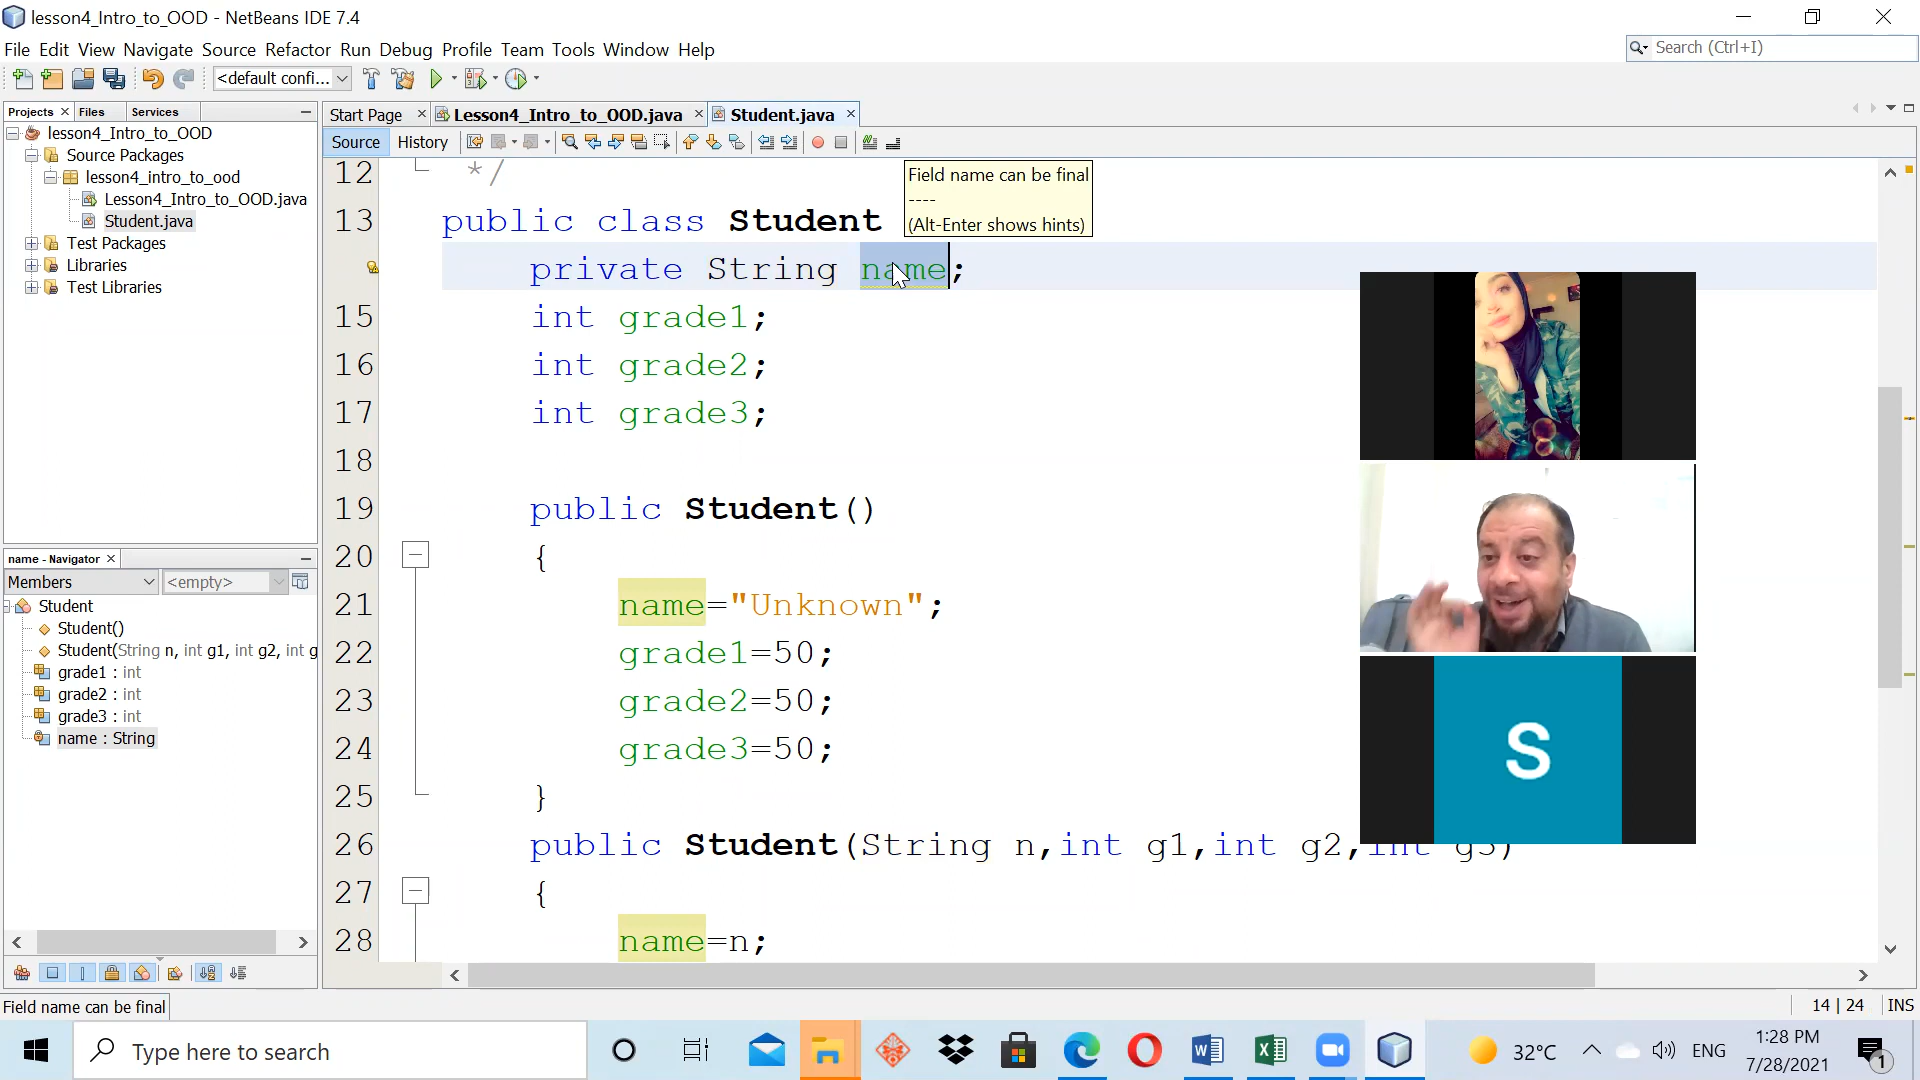 lesson4_Intro_to_OOD - NetBeans IDE 7.4
File Edit View Navigate Source Refactor Run Debug Profile Team Tools Window Help
Search (Ctrl+I)
<default confi...
Projects Files Services
Start Page Lesson4_Intro_to_OOD.java Student.java
lesson4_Intro_to_OOD
Source Packages
lesson4_intro_to_ood
Lesson4_Intro_to_OOD.java
Student.java
Test Packages
Libraries
Test Libraries
Source History
Field name can be final
----
(Alt-Enter shows hints)
12 */
13 public class Student
private String name;
15 int grade1;
16 int grade2;
17 int grade3;
18
19 public Student()
20 {
21 name="Unknown";
22 grade1=50;
23 grade2=50;
24 grade3=50;
25 }
26 public Student(String n,int g1,int g2,int g3)
27 {
28 name=n;
S
name - Navigator
Members <empty>
Student
Student()
Student(String n, int g1, int g2, int g
grade1 : int
grade2 : int
grade3 : int
name : String
Field name can be final
14 | 24 INS
Type here to search
32°C
ENG
1:28 PM
7/28/2021
1